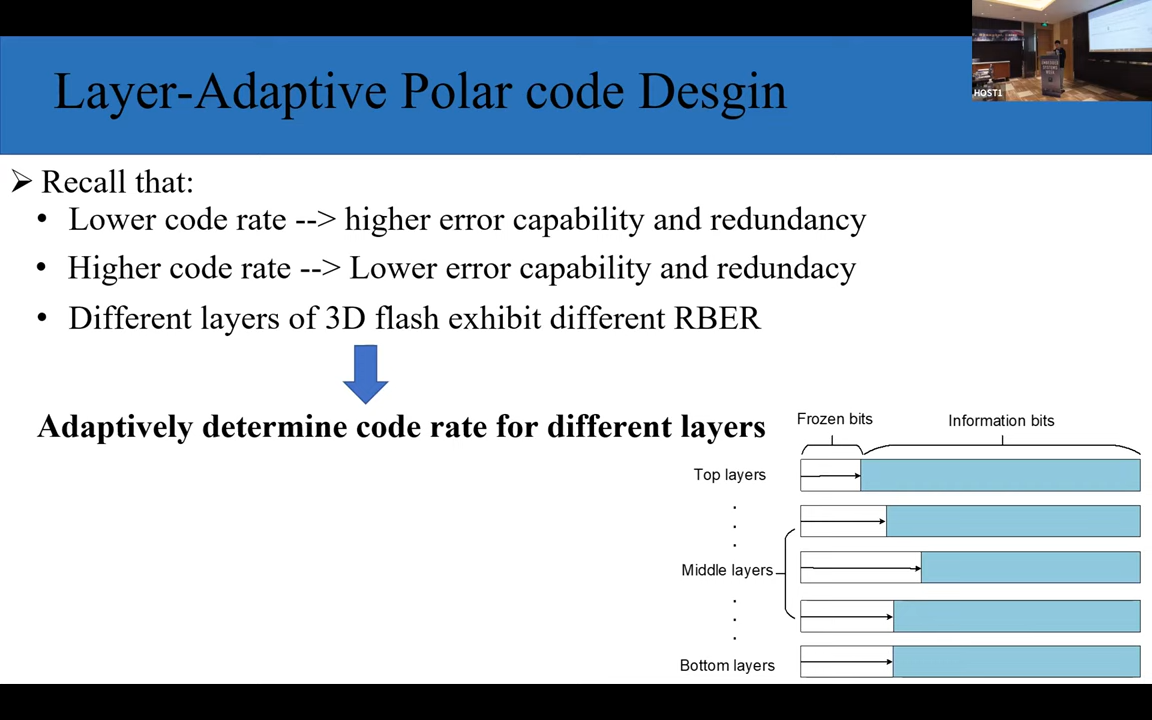 Layer-Adaptive Polar code Desgin
HOST1
➢ Recall that:
• Lower code rate --> higher error capability and redundancy
• Higher code rate --> Lower error capability and redundacy
• Different layers of 3D flash exhibit different RBER
Adaptively determine code rate for different layers
Frozen bits
Information bits
Top layers
Middle layers
Bottom layers